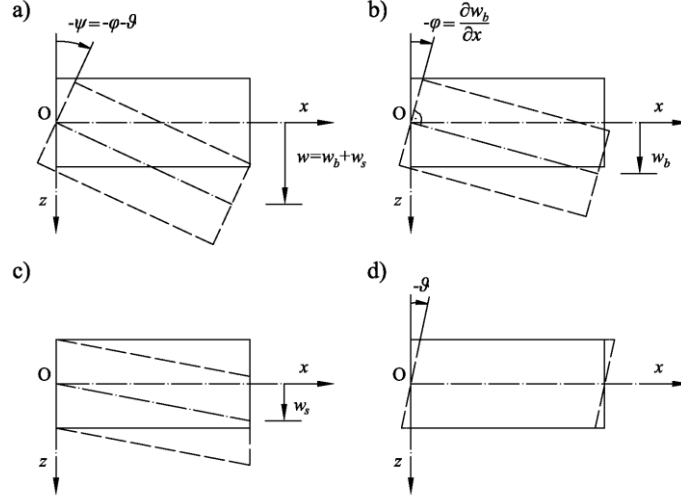 a)
-ψ=-φ-ϑ
O
x
w=w_b+w_s
z
b)
-φ=∂w_b/∂x
O
x
w_b
z
c)
O
x
w_s
z
d)
-ϑ
O
x
z